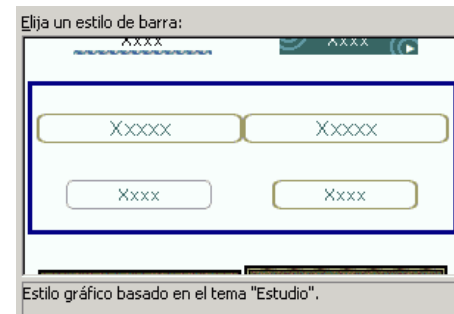 Elija un estilo de barra:
Xxxx Xxxx
Xxxxx Xxxxx
Xxxx Xxxx
Estilo gráfico basado en el tema "Estudio".